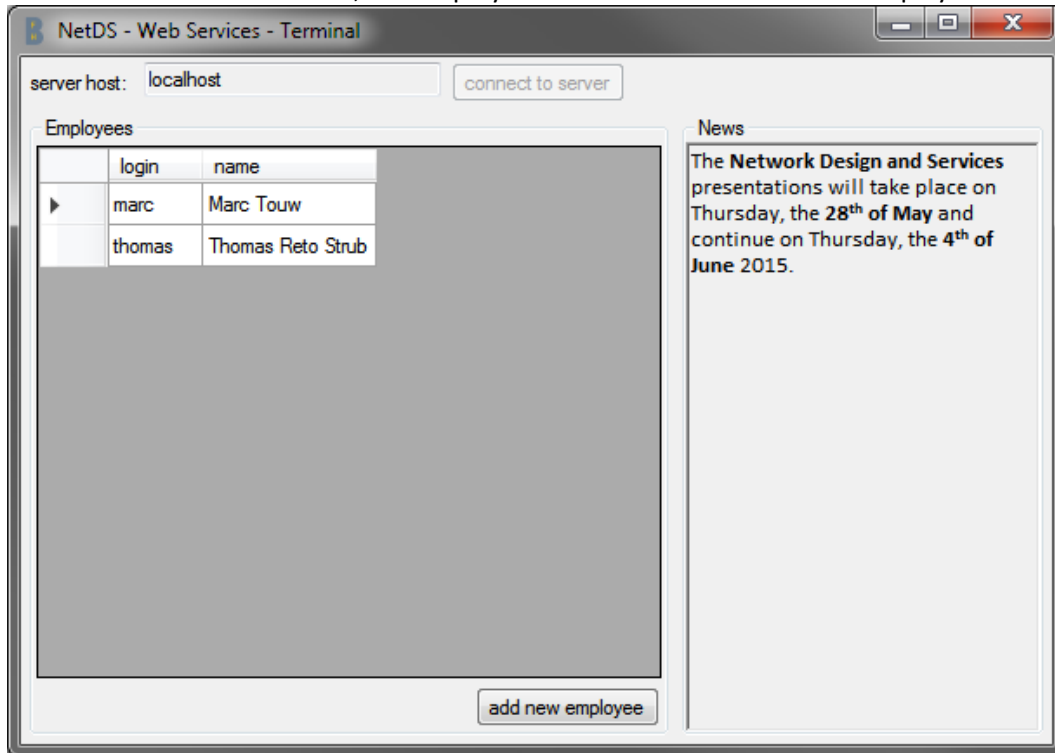 NetDS - Web Services - Terminal
server host: localhost connect to server
Employees
login name
marc Marc Touw
thomas Thomas Reto Strub
add new employee
News
The Network Design and Services
presentations will take place on
Thursday, the 28th of May and
continue on Thursday, the 4th of
June 2015.